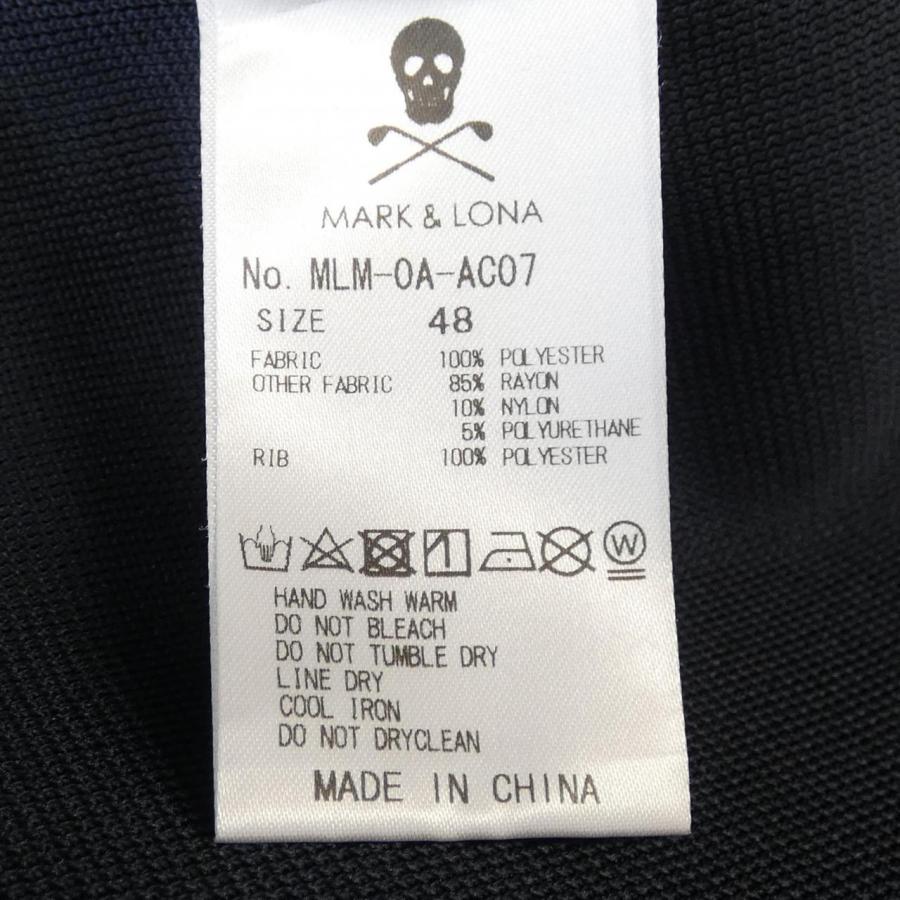 MARK & LONA
No. MLM-0A-AC07
SIZE 48
FABRIC 100% POLYESTER
OTHER FABRIC 85% RAYON
10% NYLON
5% POLYURETHANE
RIB 100% POLYESTER
W
HAND WASH WARM
DO NOT BLEACH
DO NOT TUMBLE DRY
LINE DRY
COOL IRON
DO NOT DRYCLEAN
MADE IN CHINA